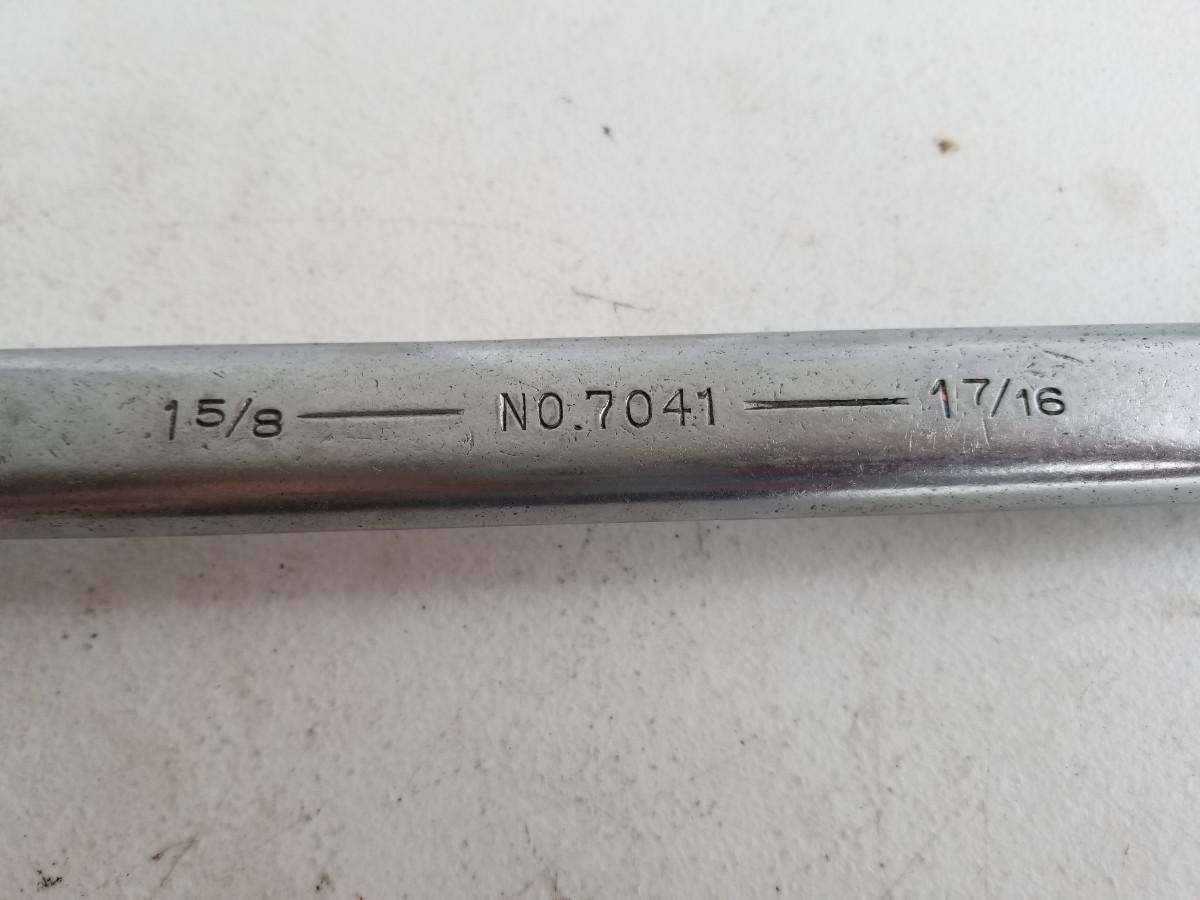 1 5/8 — NO.7041 — 1 7/16